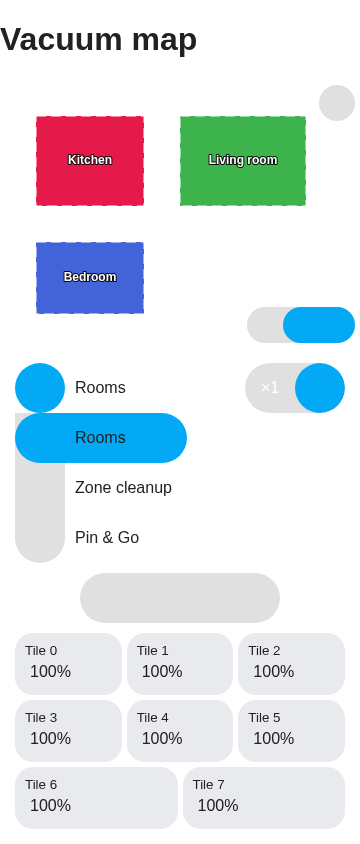 Vacuum map
Kitchen
Living room
Bedroom
Rooms
×1
Rooms
Zone cleanup
Pin & Go
Tile 0
100%
Tile 1
100%
Tile 2
100%
Tile 3
100%
Tile 4
100%
Tile 5
100%
Tile 6
100%
Tile 7
100%